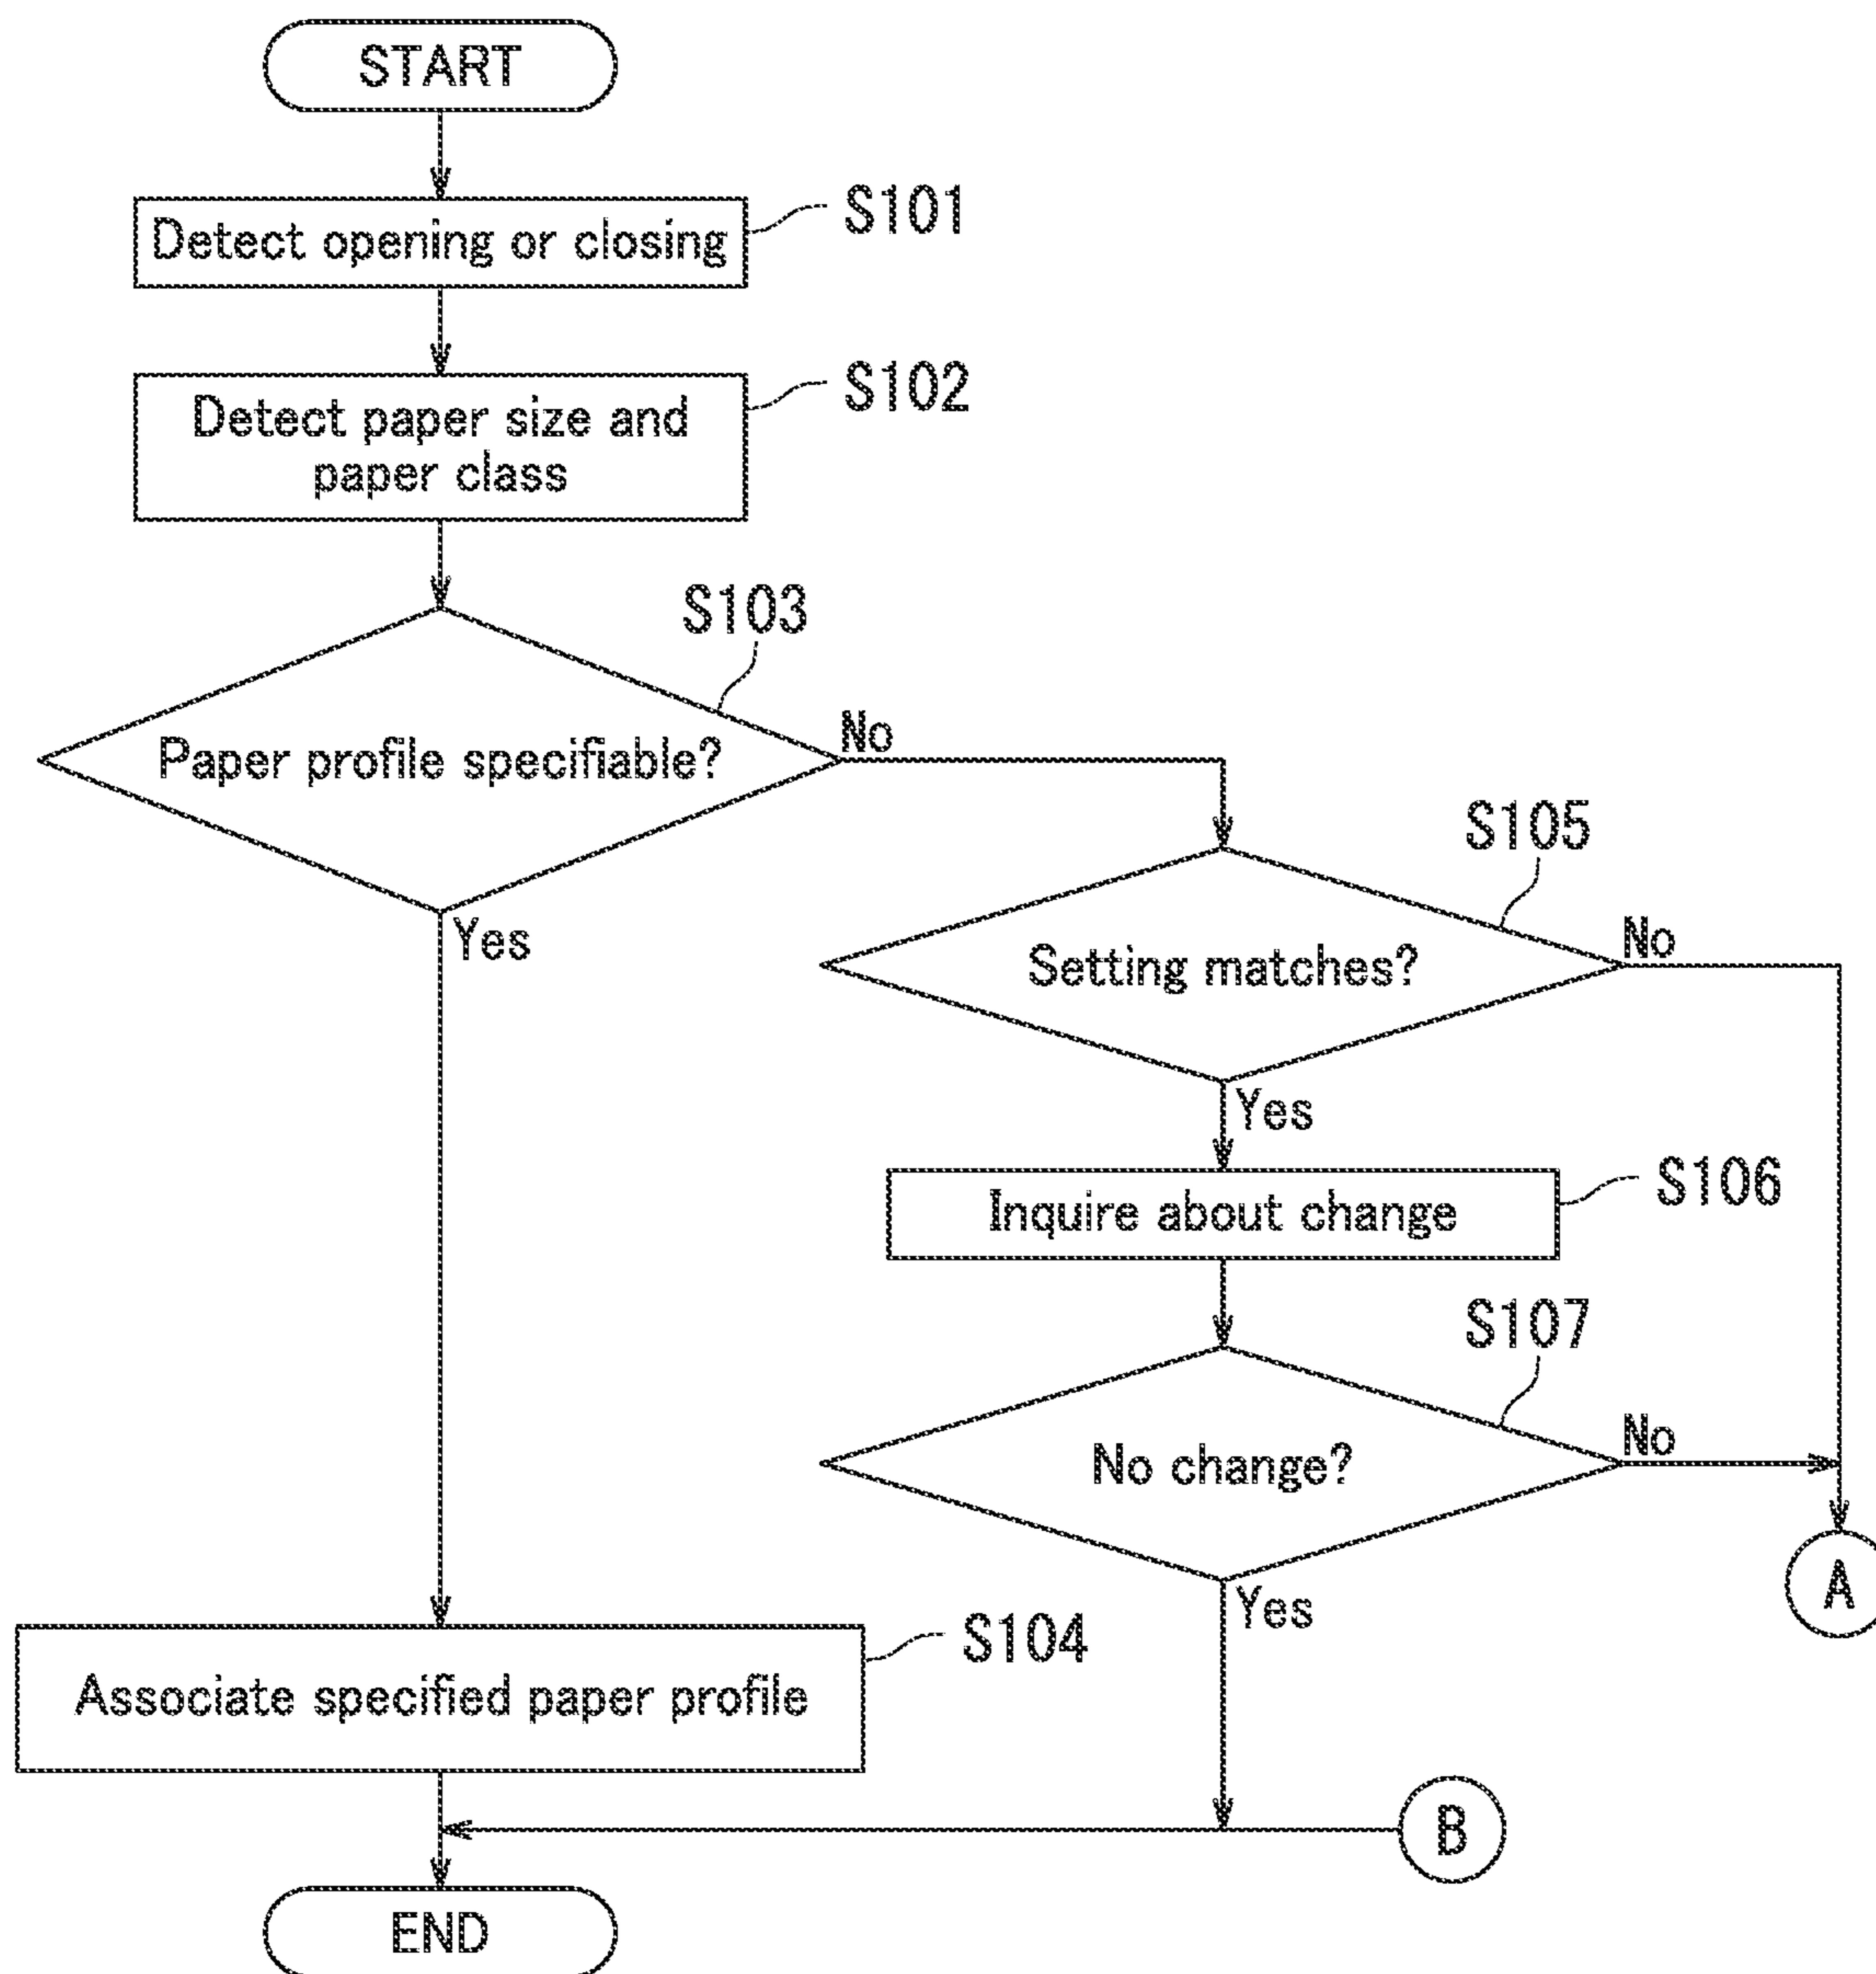 START
Detect opening or closing
S101
Detect paper size and
paper class
S102
S103
Paper profile specifiable?
No
Yes
S105
Setting matches?
No
Yes
Inquire about change
S106
S107
No change?
No
Yes
A
Associate specified paper profile
S104
B
END